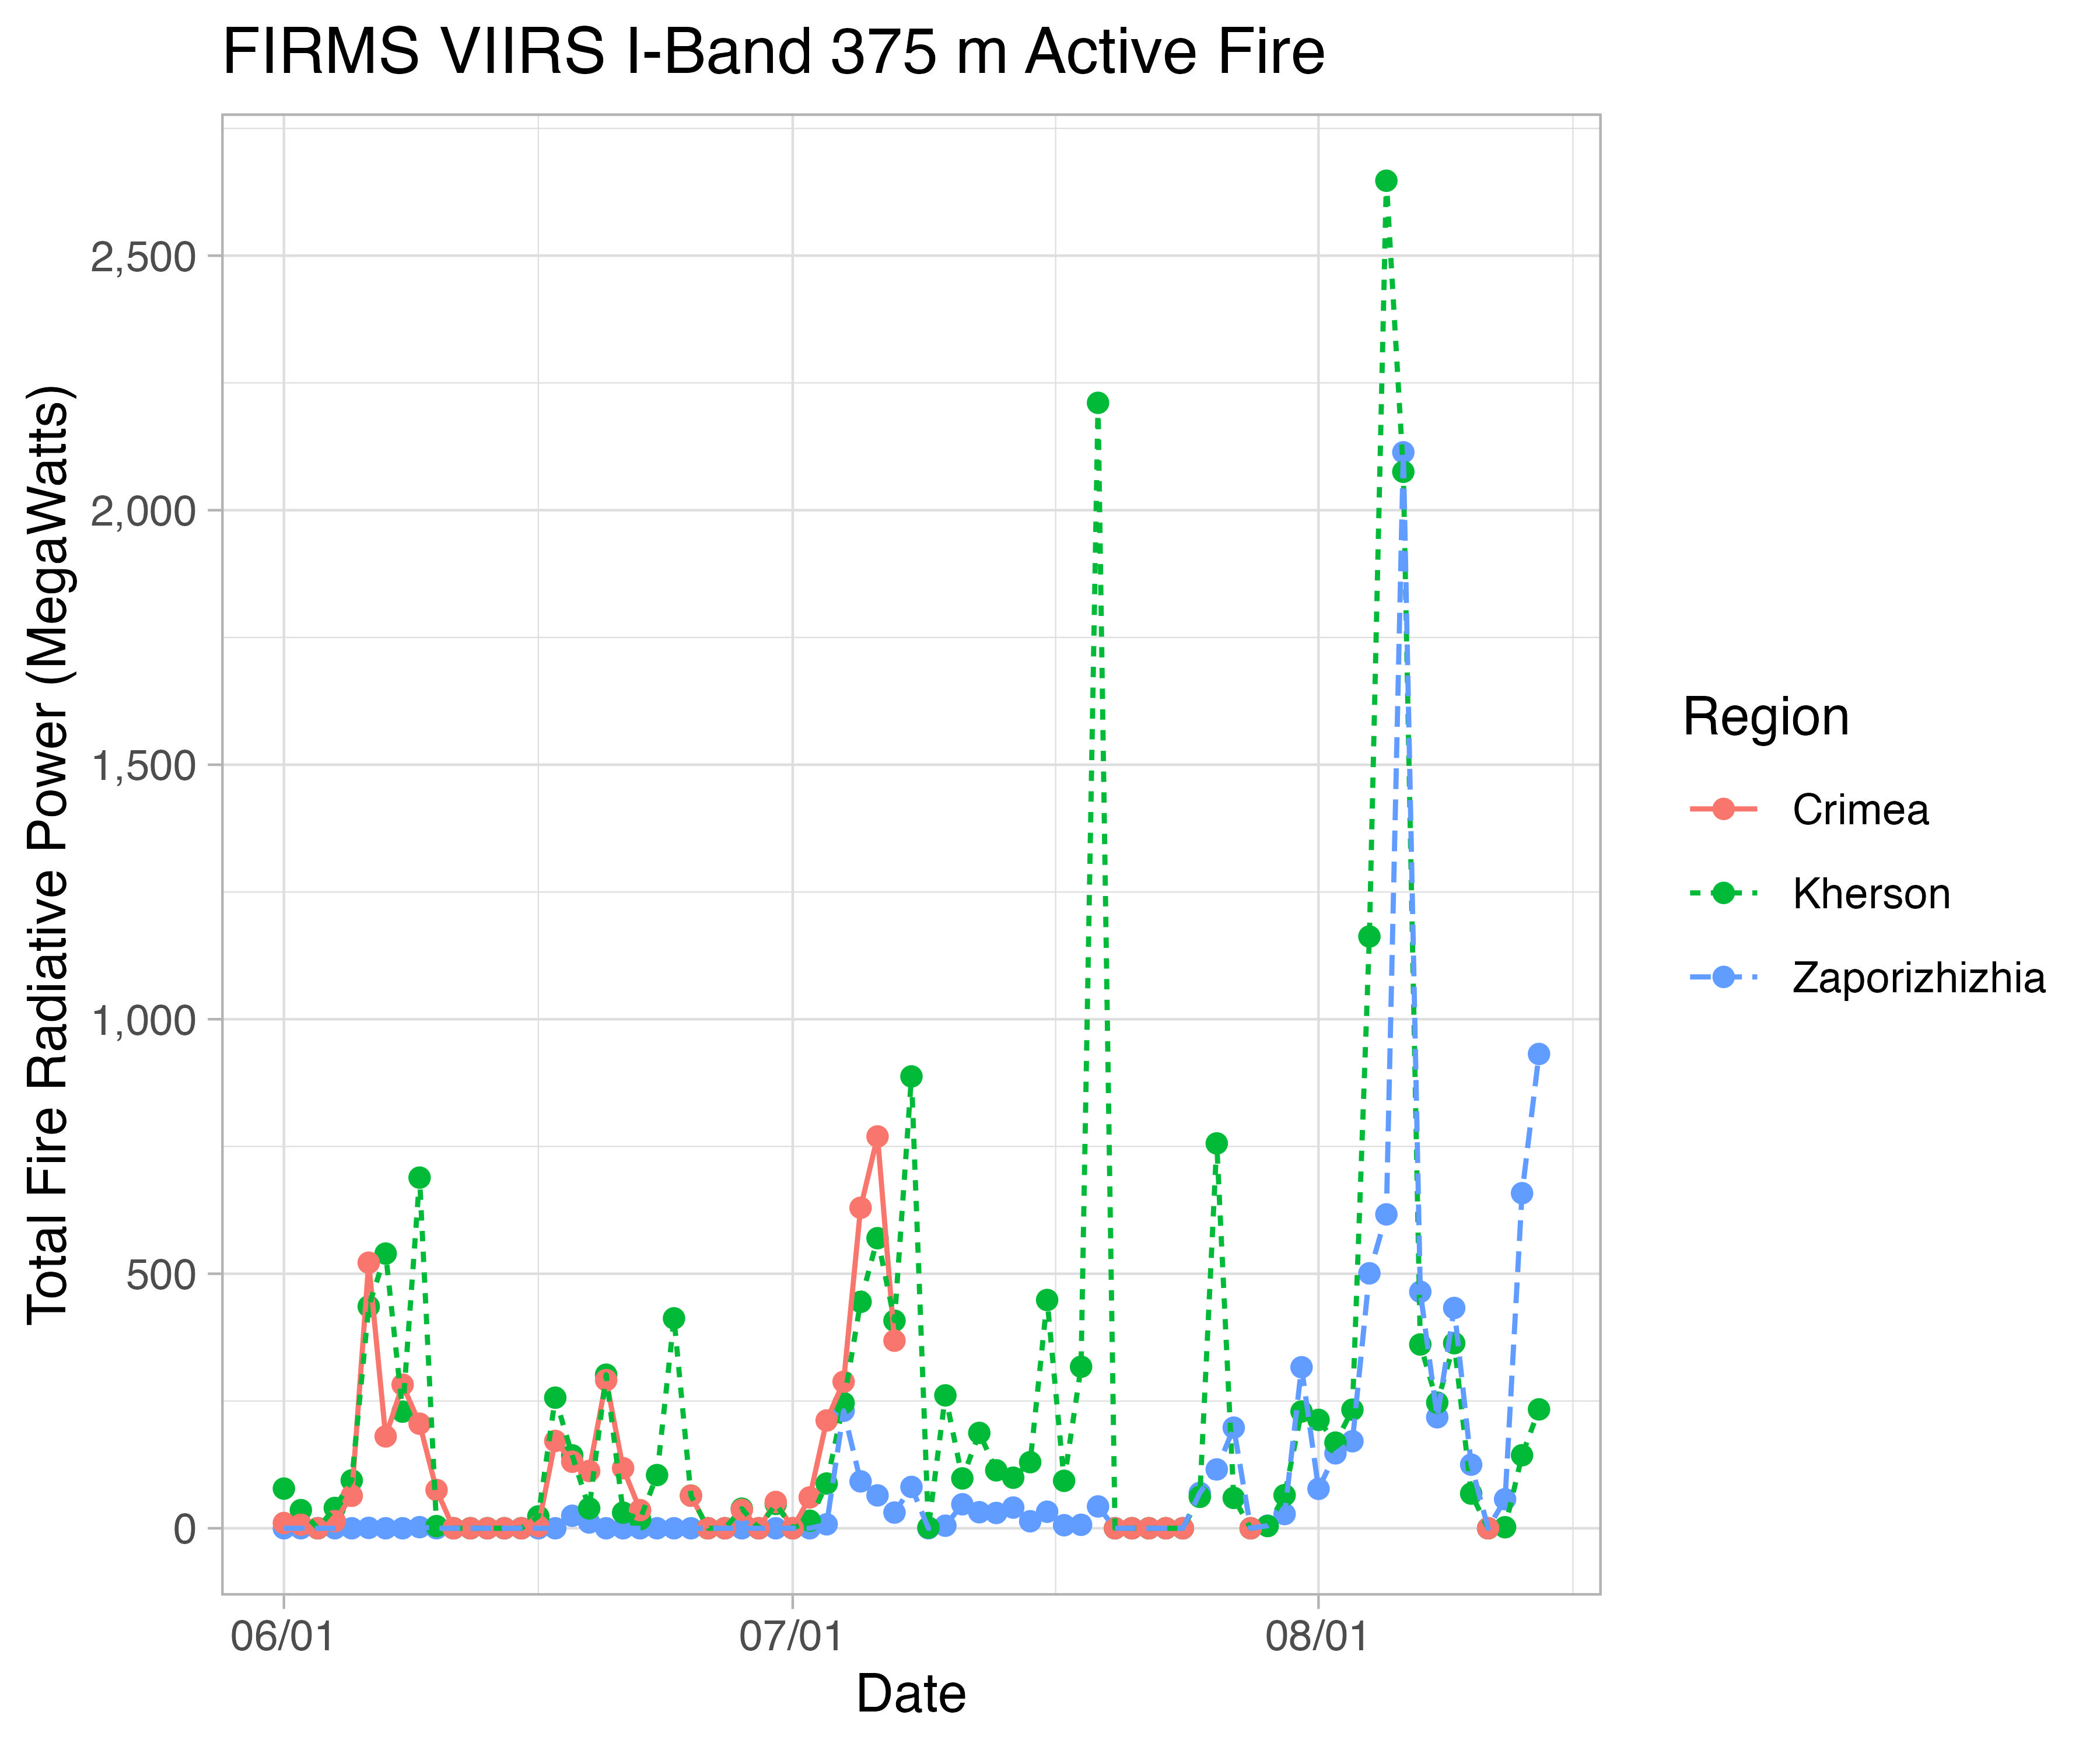 FIRMS VIIRS I-Band 375 m Active Fire
Total Fire Radiative Power (MegaWatts)
2,500
2,000
1,500
1,000
500
0
06/01
07/01
08/01
Date
Region
Crimea
Kherson
Zaporizhizhia